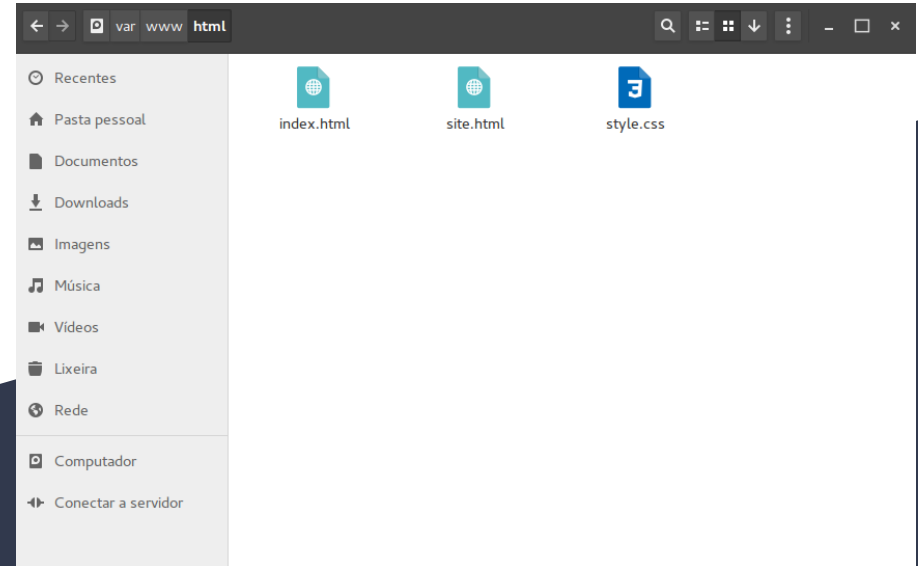 var www html
Recentes
Pasta pessoal
Documentos
Downloads
Imagens
Música
Vídeos
Lixeira
Rede
Computador
Conectar a servidor
index.html
site.html
style.css